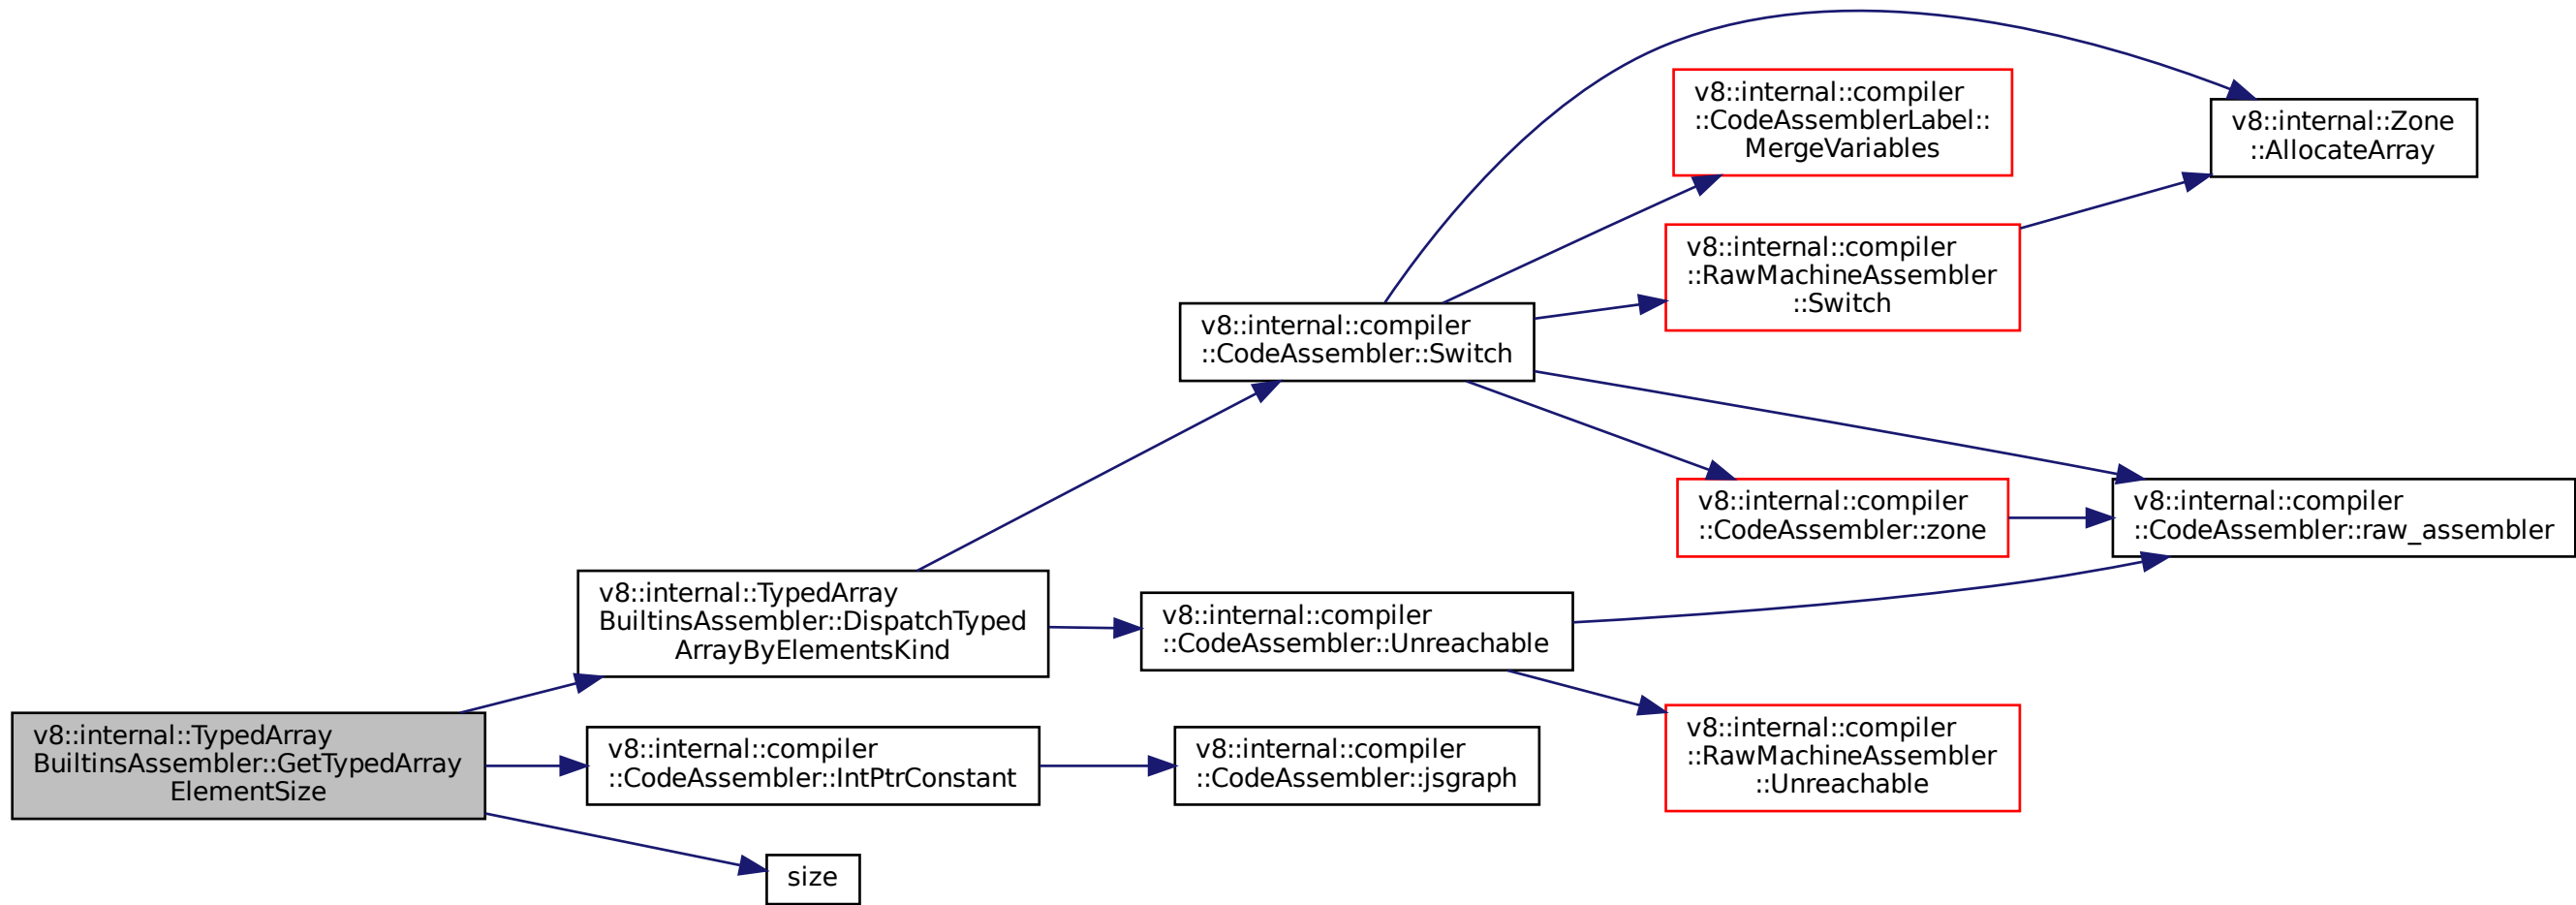 v8::internal::TypedArray
BuiltinsAssembler::GetTypedArray
ElementSize
v8::internal::TypedArray
BuiltinsAssembler::DispatchTyped
ArrayByElementsKind
v8::internal::compiler
::CodeAssembler::Switch
v8::internal::Zone
::AllocateArray
v8::internal::compiler
::CodeAssemblerLabel::
MergeVariables
v8::internal::compiler
::RawMachineAssembler
::Switch
v8::internal::compiler
::CodeAssembler::zone
v8::internal::compiler
::CodeAssembler::raw_assembler
v8::internal::compiler
::CodeAssembler::Unreachable
v8::internal::compiler
::RawMachineAssembler
::Unreachable
v8::internal::compiler
::CodeAssembler::IntPtrConstant
v8::internal::compiler
::CodeAssembler::jsgraph
size